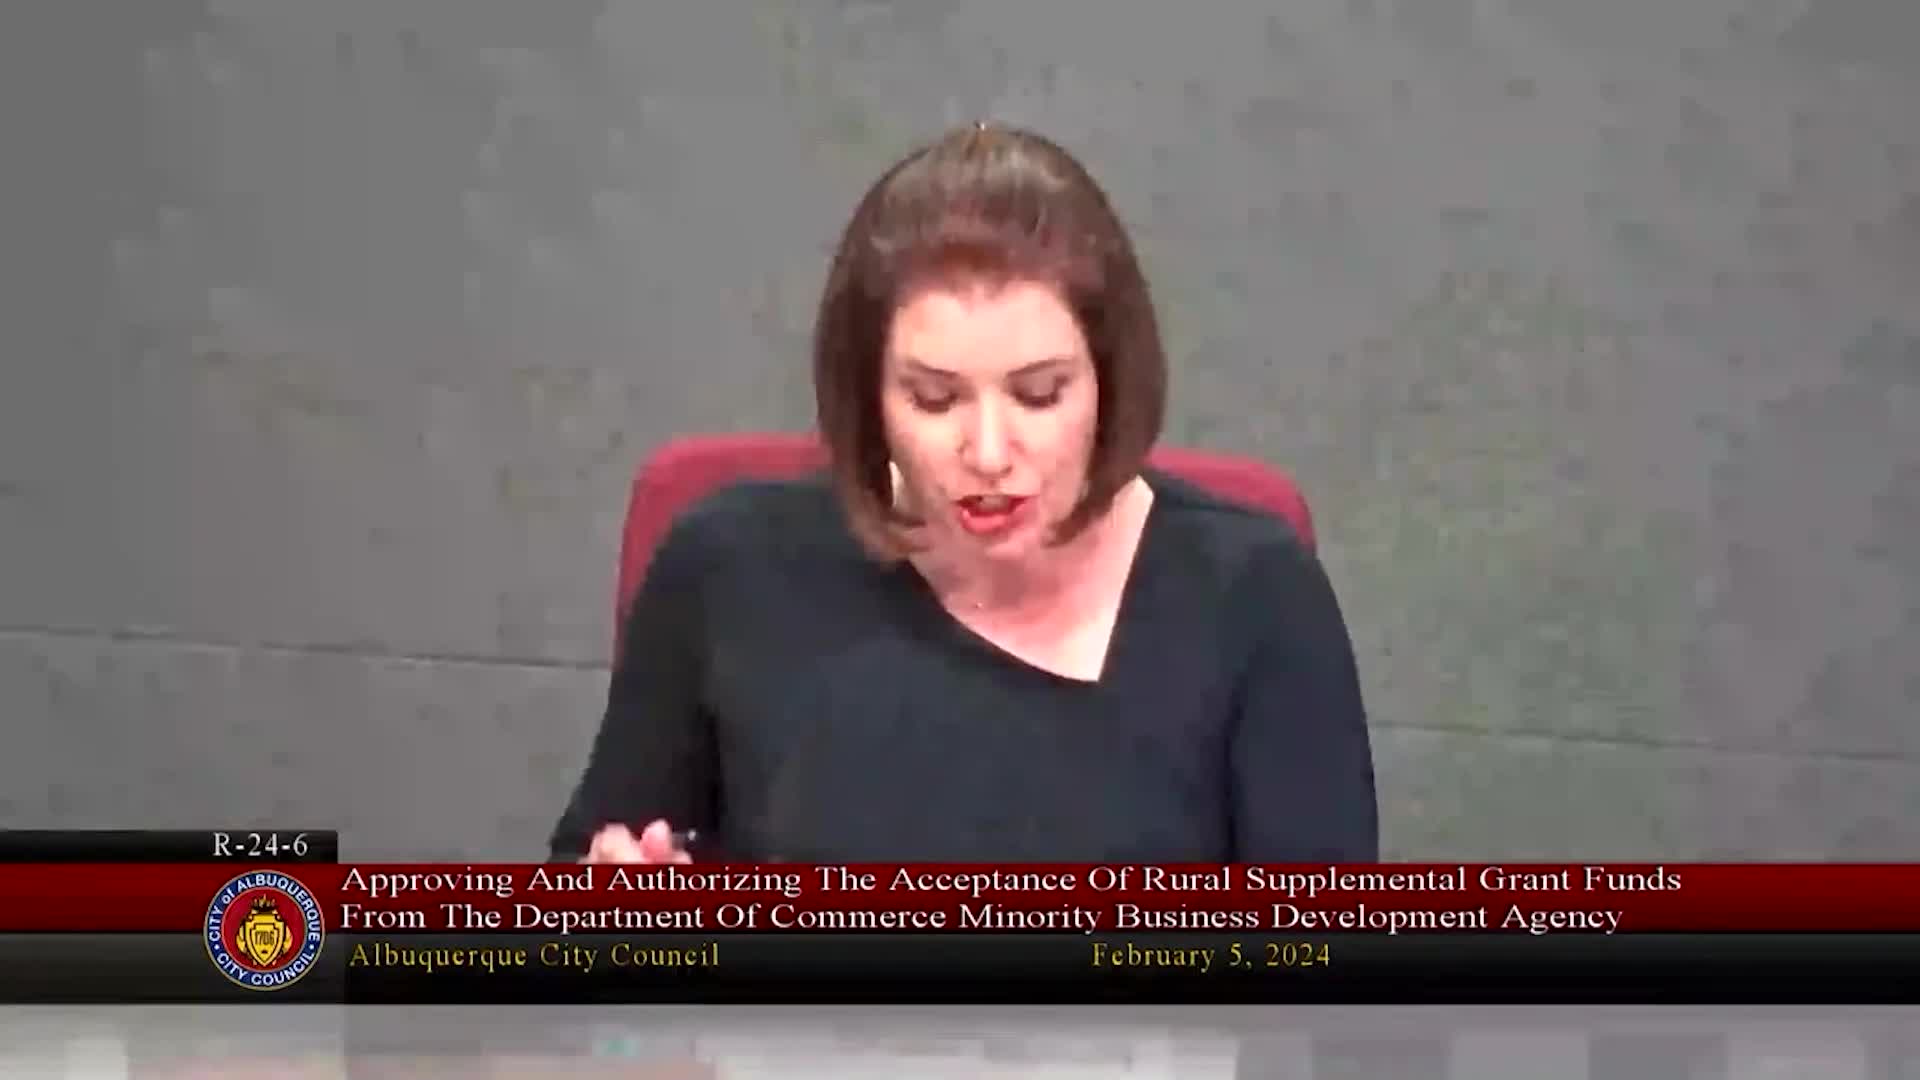 R-24-6
Approving And Authorizing The Acceptance Of Rural Supplemental Grant Funds
From The Department Of Commerce Minority Business Development Agency
CITY of ALBUQUERQUE
1706
CITY COUNCIL
Albuquerque City Council
February 5, 2024